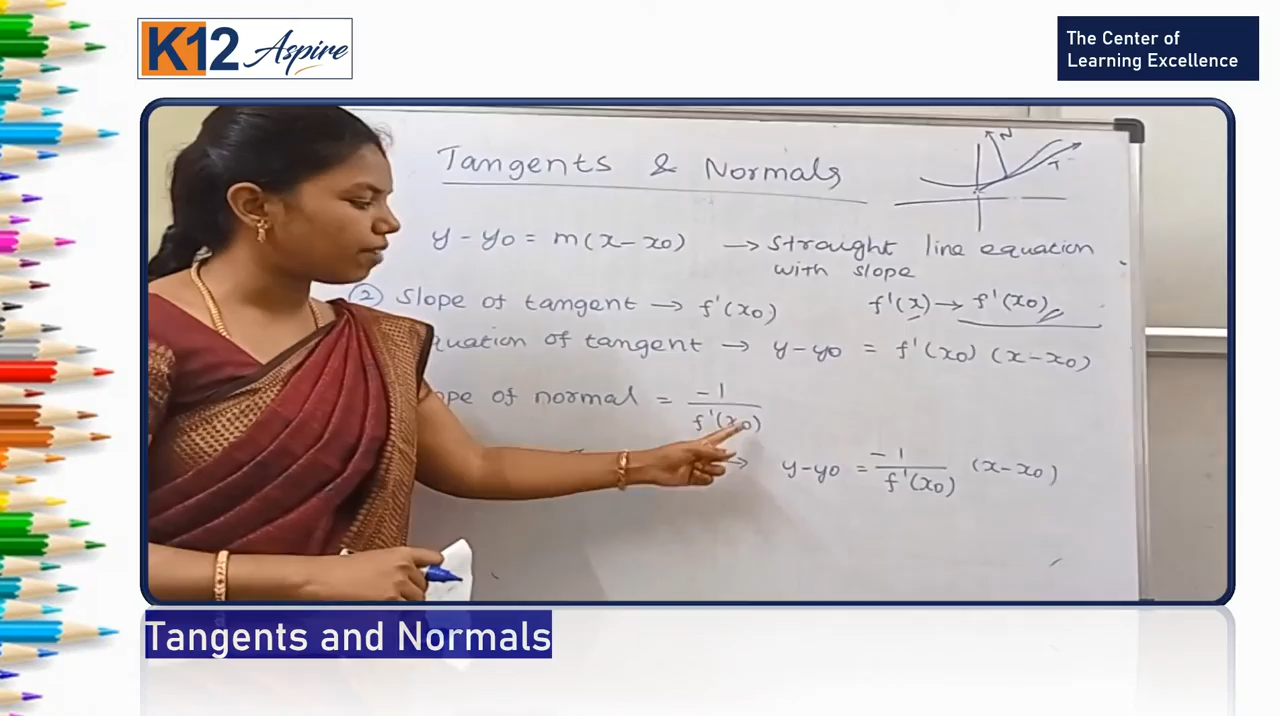 K12 Aspire
The Center of
Learning Excellence
Tangents & Normals
N
T
y-y0 = m(x-x0) → straight line equation
with slope
② Slope of tangent → f'(x0) f'(x) → f'(x0)
quation of tangent → y-y0 = f'(x0) (x-x0)
ope of normal = -1/f'(x0)
→ y-y0 = -1/f'(x0) (x-x0)
Tangents and Normals